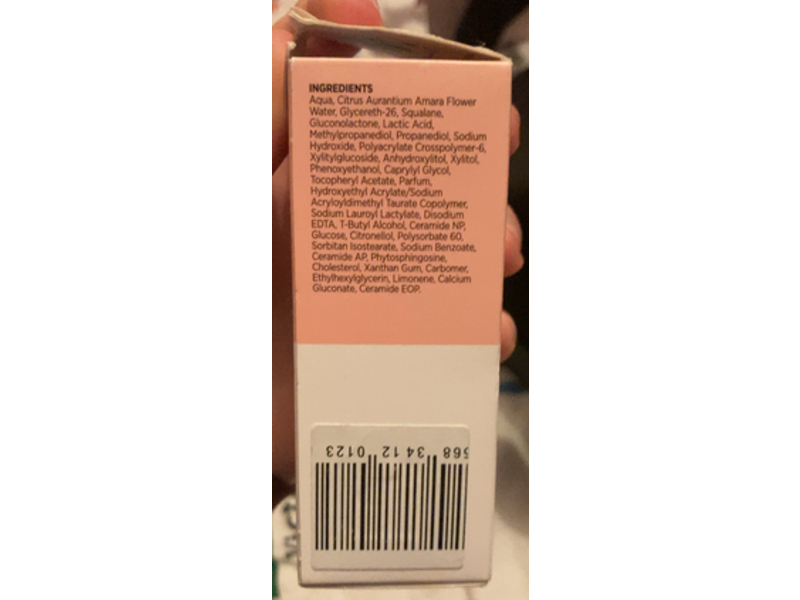 INGREDIENTS
Aqua, Citrus Aurantium Amara Flower
Water, Glycereth-26, Squalane,
Gluconolactone, Lactic Acid,
Methylpropanediol, Propanediol, Sodium
Hydroxide, Polyacrylate Crosspolymer-6,
Xylitylglucoside, Anhydroxylitol, Xylitol,
Phenoxyethanol, Caprylyl Glycol,
Tocopheryl Acetate, Parfum,
Hydroxyethyl Acrylate/Sodium
Acryloyldimethyl Taurate Copolymer,
Sodium Lauroyl Lactylate, Disodium
EDTA, T-Butyl Alcohol, Ceramide NP,
Glucose, Citronellol, Polysorbate 60,
Sorbitan Isostearate, Sodium Benzoate,
Ceramide AP, Phytosphingosine,
Cholesterol, Xanthan Gum, Carbomer,
Ethylhexylglycerin, Limonene, Calcium
Gluconate, Ceramide EOP.
568 34 12 0123